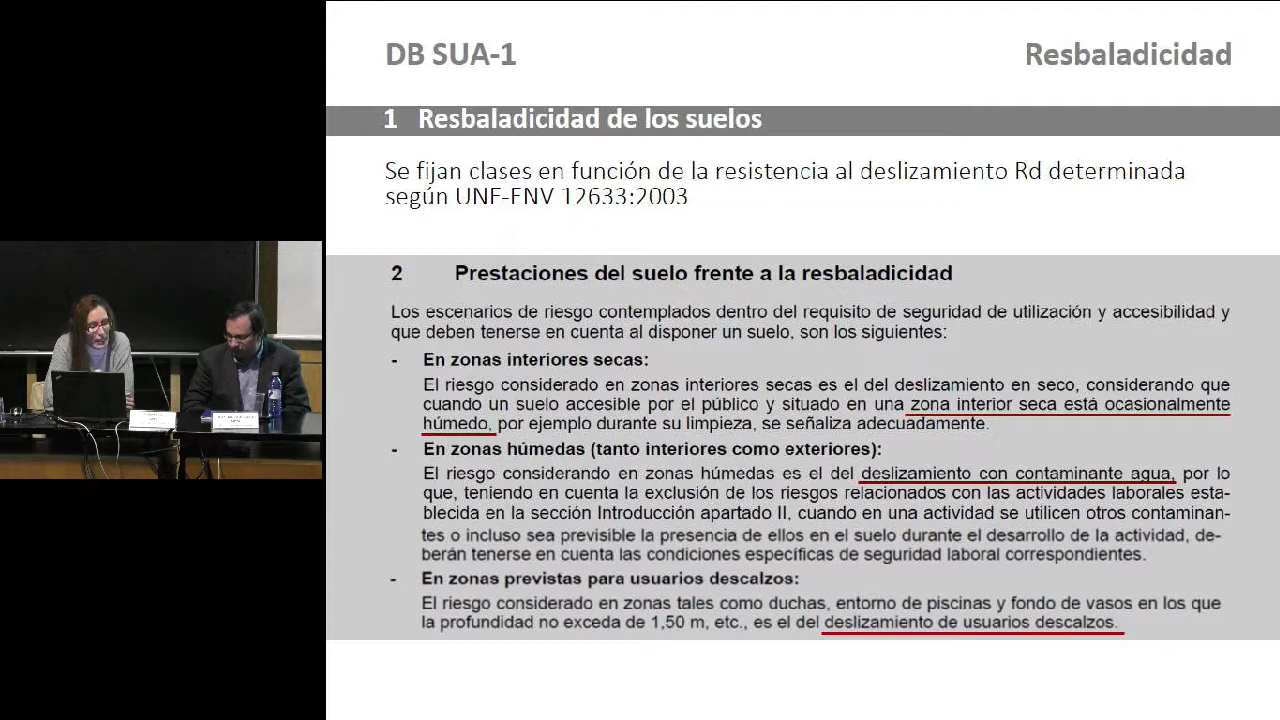 DB SUA-1 Resbaladicidad
1 Resbaladicidad de los suelos
Se fijan clases en función de la resistencia al deslizamiento Rd determinada
según UNE-ENV 12633:2003
2 Prestaciones del suelo frente a la resbaladicidad
Los escenarios de riesgo contemplados dentro del requisito de seguridad de utilización y accesibilidad y
que deben tenerse en cuenta al disponer un suelo, son los siguientes:
- En zonas interiores secas:
El riesgo considerado en zonas interiores secas es el del deslizamiento en seco, considerando que
cuando un suelo accesible por el público y situado en una zona interior seca está ocasionalmente
húmedo, por ejemplo durante su limpieza, se señaliza adecuadamente.
- En zonas húmedas (tanto interiores como exteriores):
El riesgo considerando en zonas húmedas es el del deslizamiento con contaminante agua, por lo
que, teniendo en cuenta la exclusión de los riesgos relacionados con las actividades laborales esta-
blecida en la sección Introducción apartado II, cuando en una actividad se utilicen otros contaminan-
tes o incluso sea previsible la presencia de ellos en el suelo durante el desarrollo de la actividad, de-
berán tenerse en cuenta las condiciones específicas de seguridad laboral correspondientes.
- En zonas previstas para usuarios descalzos:
El riesgo considerado en zonas tales como duchas, entorno de piscinas y fondo de vasos en los que
la profundidad no exceda de 1,50 m, etc., es el del deslizamiento de usuarios descalzos.